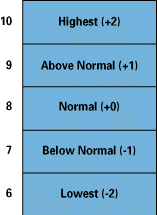 10 Highest (+2)
9 Above Normal (+1)
8 Normal (+0)
7 Below Normal (-1)
6 Lowest (-2)